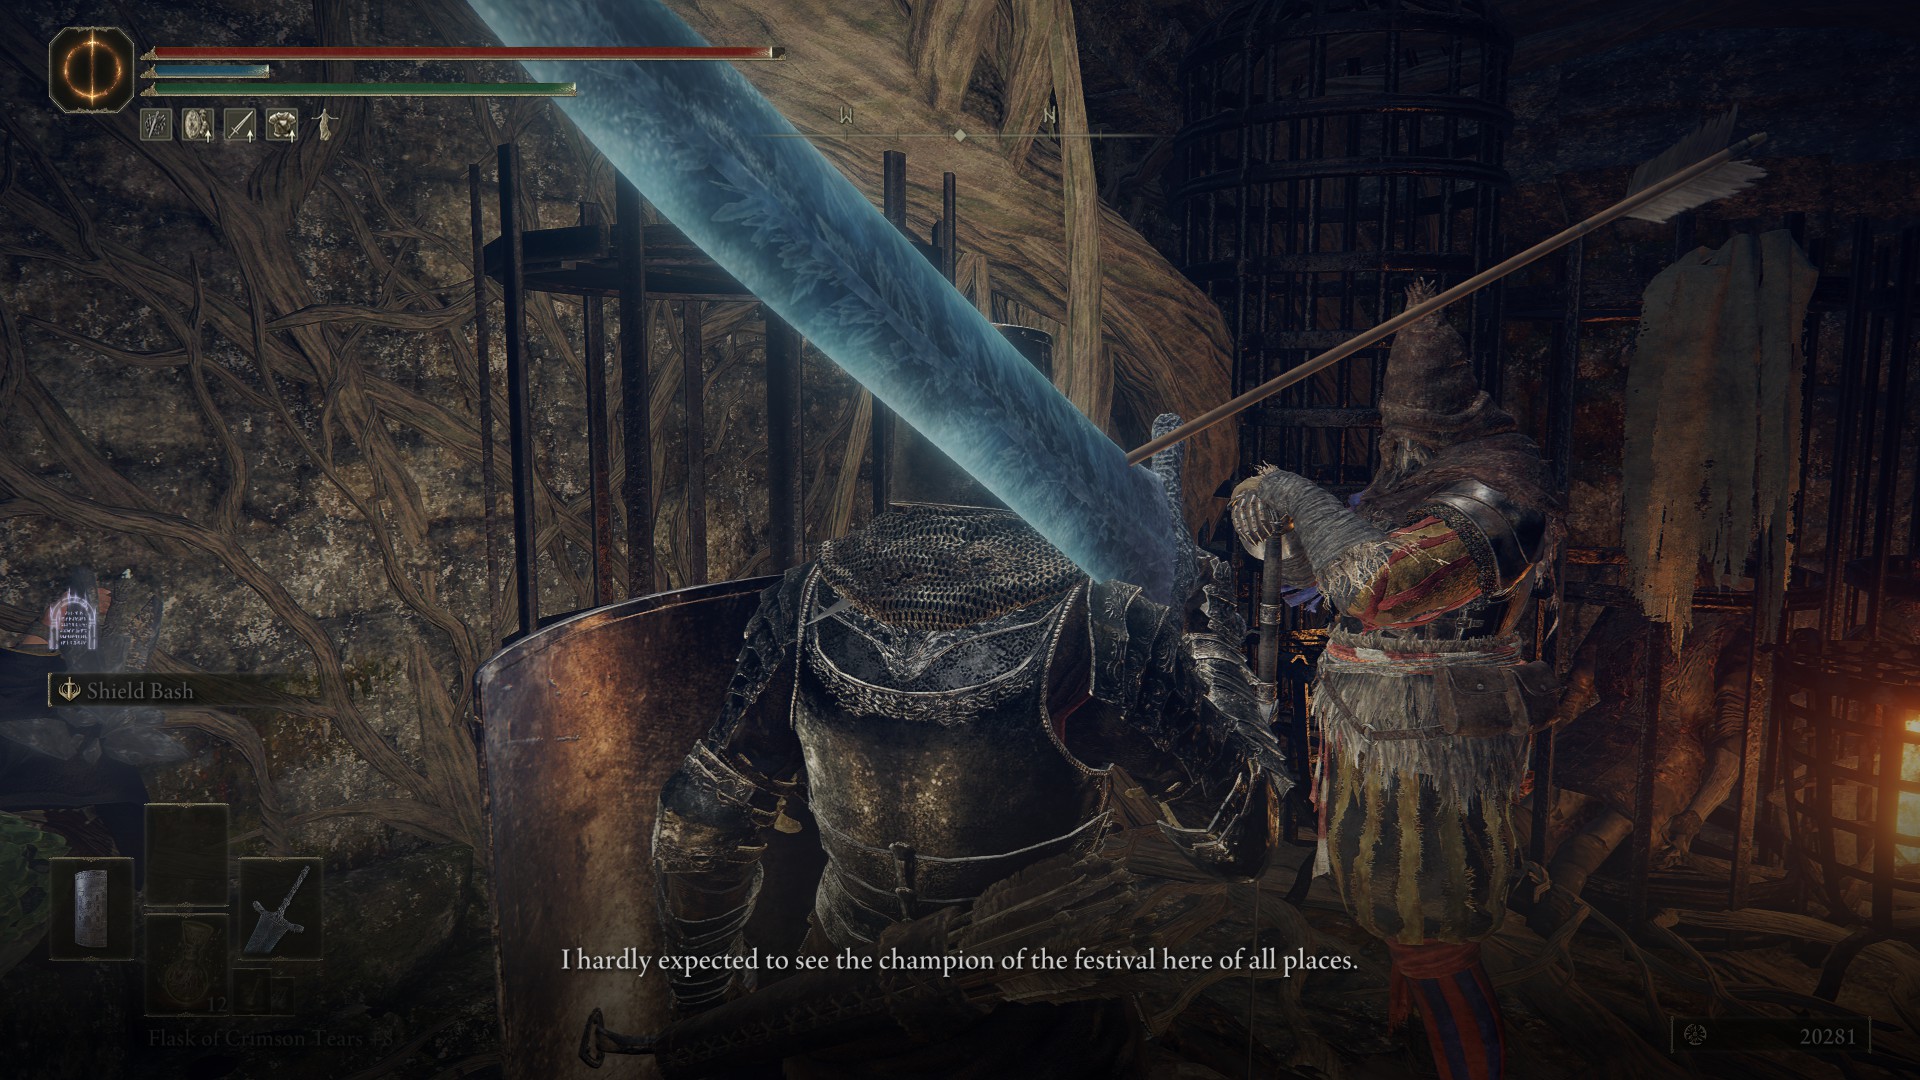 W N
Shield Bash
I hardly expected to see the champion of the festival here of all places.
12
Flask of Crimson Tears +8
20281